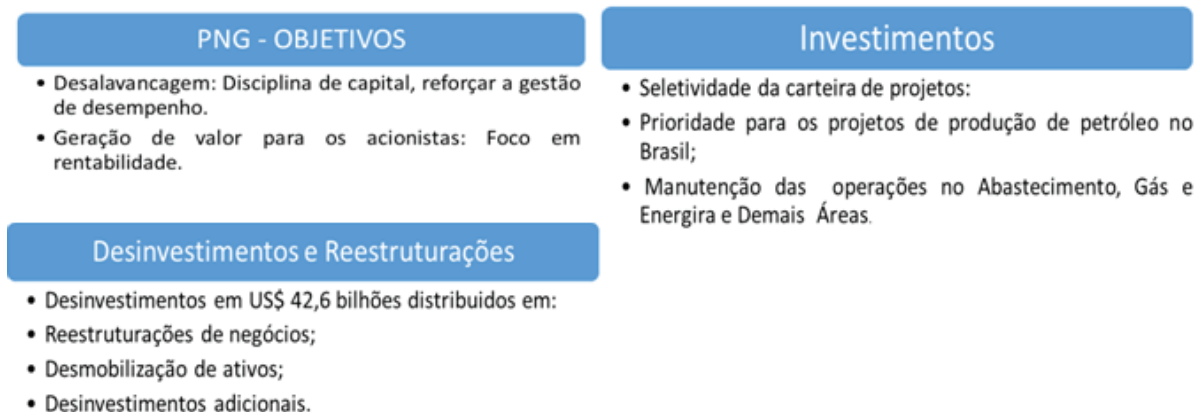 PNG - OBJETIVOS
• Desalavancagem: Disciplina de capital, reforçar a gestão
de desempenho.
• Geração de valor para os acionistas: Foco em
rentabilidade.
Desinvestimentos e Reestruturações
• Desinvestimentos em US$ 42,6 bilhões distribuidos em:
• Reestruturações de negócios;
• Desmobilização de ativos;
• Desinvestimentos adicionais.
Investimentos
• Seletividade da carteira de projetos:
• Prioridade para os projetos de produção de petróleo no
Brasil;
• Manutenção das operações no Abastecimento, Gás e
Energira e Demais Áreas.